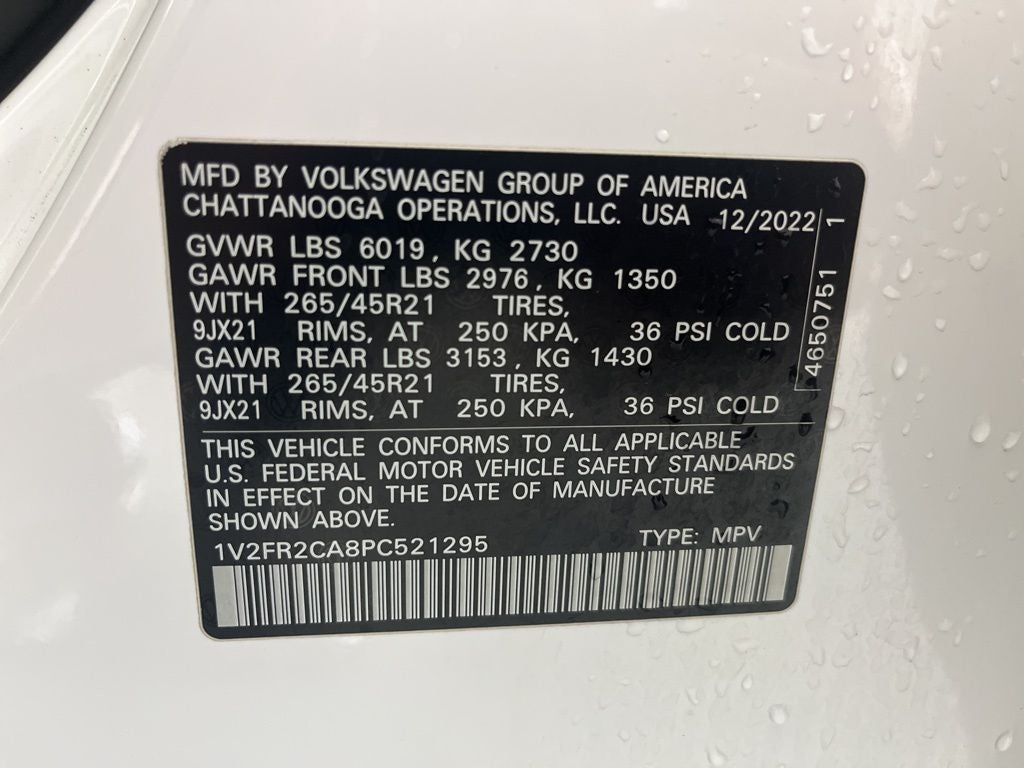 MFD BY VOLKSWAGEN GROUP OF AMERICA
CHATTANOOGA OPERATIONS, LLC. USA 12/2022
GVWR LBS 6019, KG 2730
GAWR FRONT LBS 2976, KG 1350
WITH 265/45R21 TIRES,
9JX21 RIMS, AT 250 KPA, 36 PSI COLD
GAWR REAR LBS 3153, KG 1430
WITH 265/45R21 TIRES,
9JX21 RIMS, AT 250 KPA, 36 PSI COLD
4650751 1
THIS VEHICLE CONFORMS TO ALL APPLICABLE
U.S. FEDERAL MOTOR VEHICLE SAFETY STANDARDS
IN EFFECT ON THE DATE OF MANUFACTURE
SHOWN ABOVE.
1V2FR2CA8PC521295 TYPE: MPV